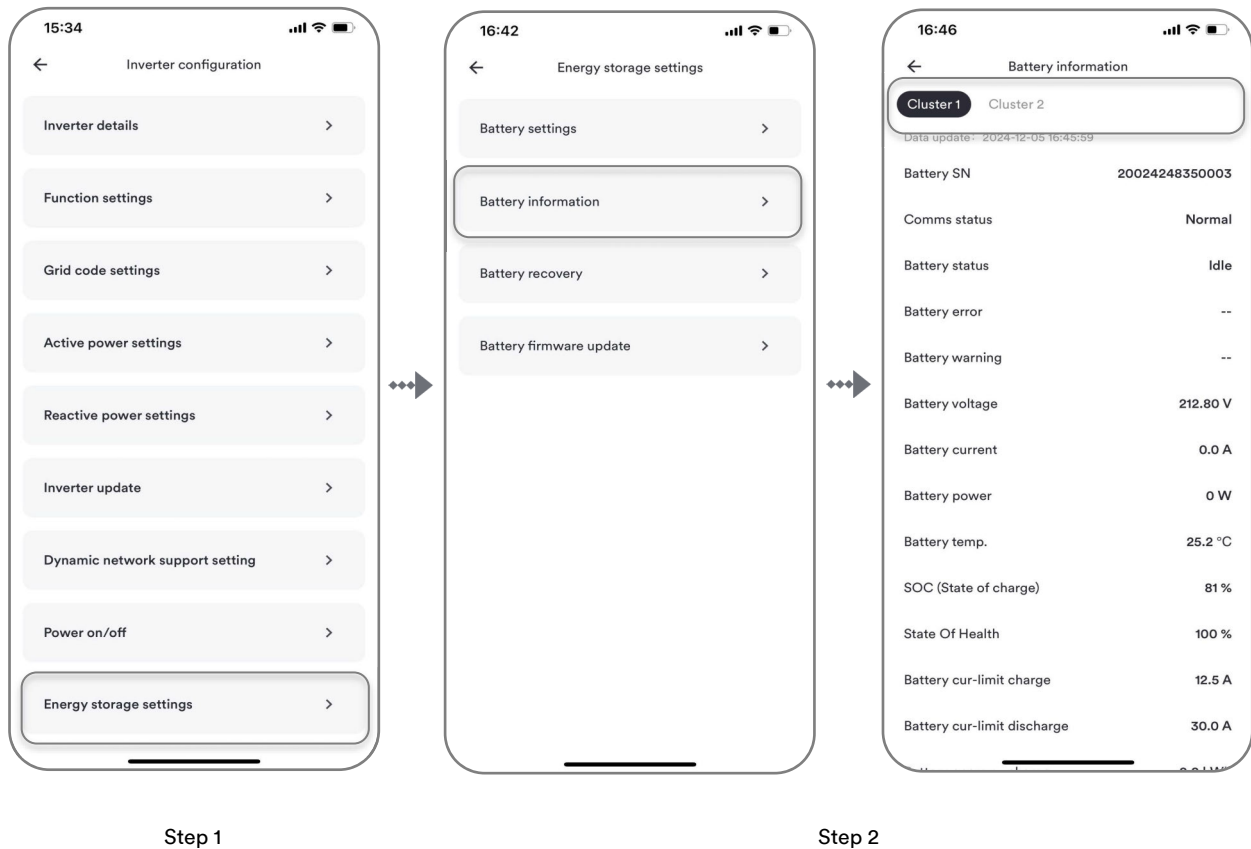 15:34
Inverter configuration
Inverter details
Function settings
Grid code settings
Active power settings
Reactive power settings
Inverter update
Dynamic network support setting
Power on/off
Energy storage settings
16:42
Energy storage settings
Battery settings
Battery information
Battery recovery
Battery firmware update
16:46
Battery information
Cluster 1 Cluster 2
Data update: 2024-12-05 16:45:59
Battery SN 20024248350003
Comms status Normal
Battery status Idle
Battery error --
Battery warning --
Battery voltage 212.80 V
Battery current 0.0 A
Battery power 0 W
Battery temp. 25.2 °C
SOC (State of charge) 81 %
State Of Health 100 %
Battery cur-limit charge 12.5 A
Battery cur-limit discharge 30.0 A
Step 1
Step 2